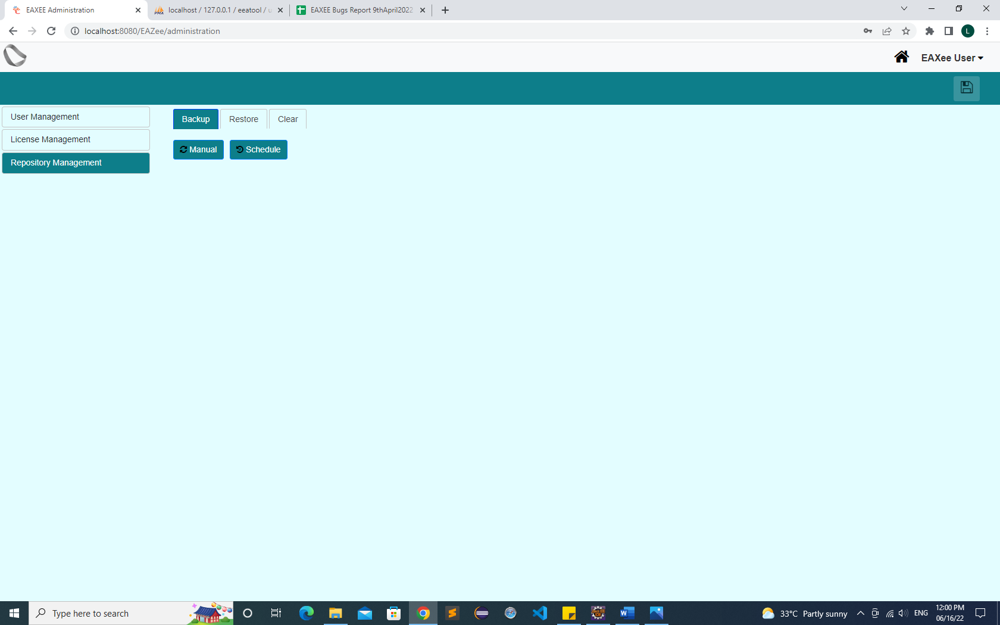 EAXEE Administration
localhost / 127.0.0.1 / eeatool / u
EAXEE Bugs Report 9thApril2022
localhost:8080/EAZee/administration
L
EAXee User
User Management
License Management
Repository Management
Backup
Restore
Clear
Manual
Schedule
Type here to search
33°C Partly sunny
ENG
12:00 PM
06/16/22